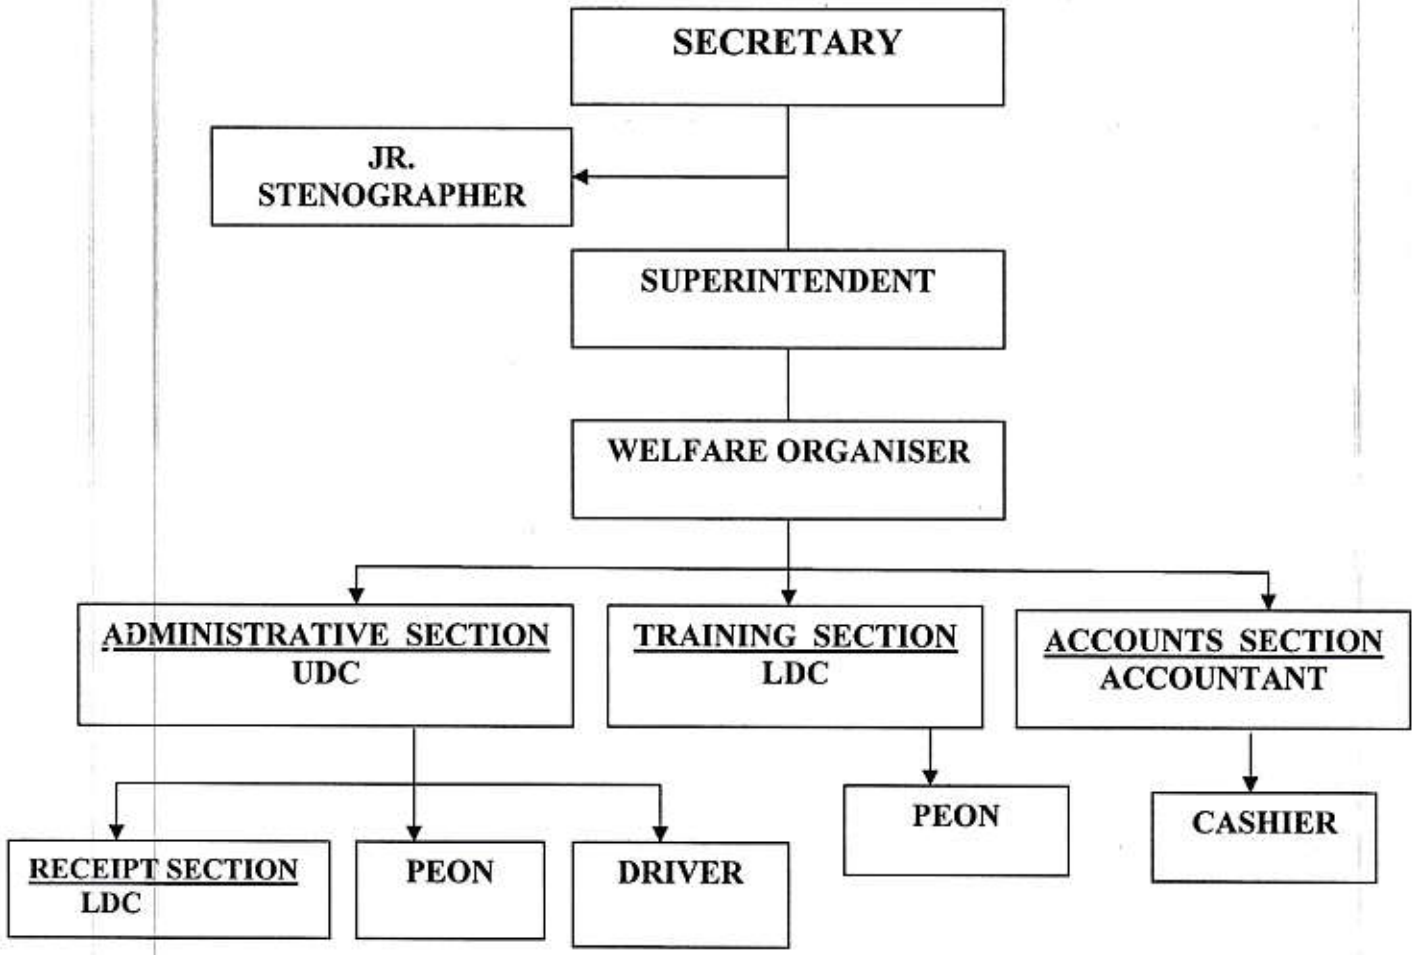 SECRETARY
JR.
STENOGRAPHER
SUPERINTENDENT
WELFARE ORGANISER
ADMINISTRATIVE SECTION
UDC
TRAINING SECTION
LDC
ACCOUNTS SECTION
ACCOUNTANT
RECEIPT SECTION
LDC
PEON
DRIVER
PEON
CASHIER